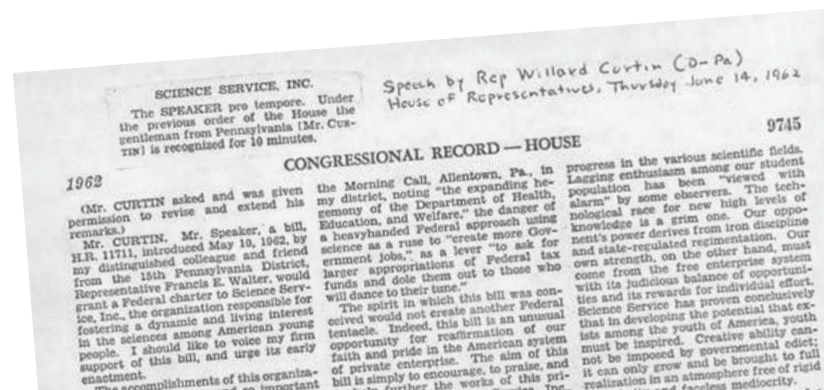 SCIENCE SERVICE, INC.
The SPEAKER pro tempore. Under
the previous order of the House the
gentleman from Pennsylvania [Mr. CUR-
TIN] is recognized for 10 minutes.
Speech by Rep Willard Curtin (D-Pa)
House of Representatives, Thursday June 14, 1962
1962
CONGRESSIONAL RECORD — HOUSE
9745
(Mr. CURTIN asked and was given
permission to revise and extend his
remarks.)
Mr. CURTIN. Mr. Speaker, a bill,
H.R. 11711, introduced May 10, 1962, by
my distinguished colleague and friend
from the 15th Pennsylvania District,
Representative Francis E. Walter, would
grant a Federal charter to Science Serv-
ice, Inc., the organization responsible for
fostering a dynamic and living interest
in the sciences among American young
people. I should like to voice my firm
support of this bill, and urge its early
enactment.
The accomplishments of this organiza-
important
the Morning Call, Allentown, Pa., in
my district, noting "the expanding he-
gemony of the Department of Health,
Education, and Welfare," the danger of
a heavyhanded Federal approach using
science as a ruse to "create more Gov-
ernment jobs," as a lever "to ask for
larger appropriations of Federal tax
funds and dole them out to those who
will dance to their tune."
The spirit in which this bill was con-
ceived would not create another Federal
tentacle. Indeed, this bill is an unusual
opportunity for reaffirmation of our
faith and pride in the American system
of private enterprise. The aim of this
bill is simply to encourage, to praise, and
further the works of this pri-
progress in the various scientific fields.
Lagging enthusiasm among our student
population has been "viewed with
alarm" by some observers. The tech-
nological race for new high levels of
knowledge is a grim one. Our oppo-
nent's power derives from iron discipline
and state-regulated regimentation. Our
own strength, on the other hand, must
come from the free enterprise system
with its judicious balance of opportuni-
ties and its rewards for individual effort.
Science Service has proven conclusively
that in developing the potential that ex-
ists among the youth of America, youth
must be inspired. Creative ability can-
not be imposed by governmental edict;
it can only grow and be brought to full
realization in an atmosphere free of rigid
and faceless mediocrity.